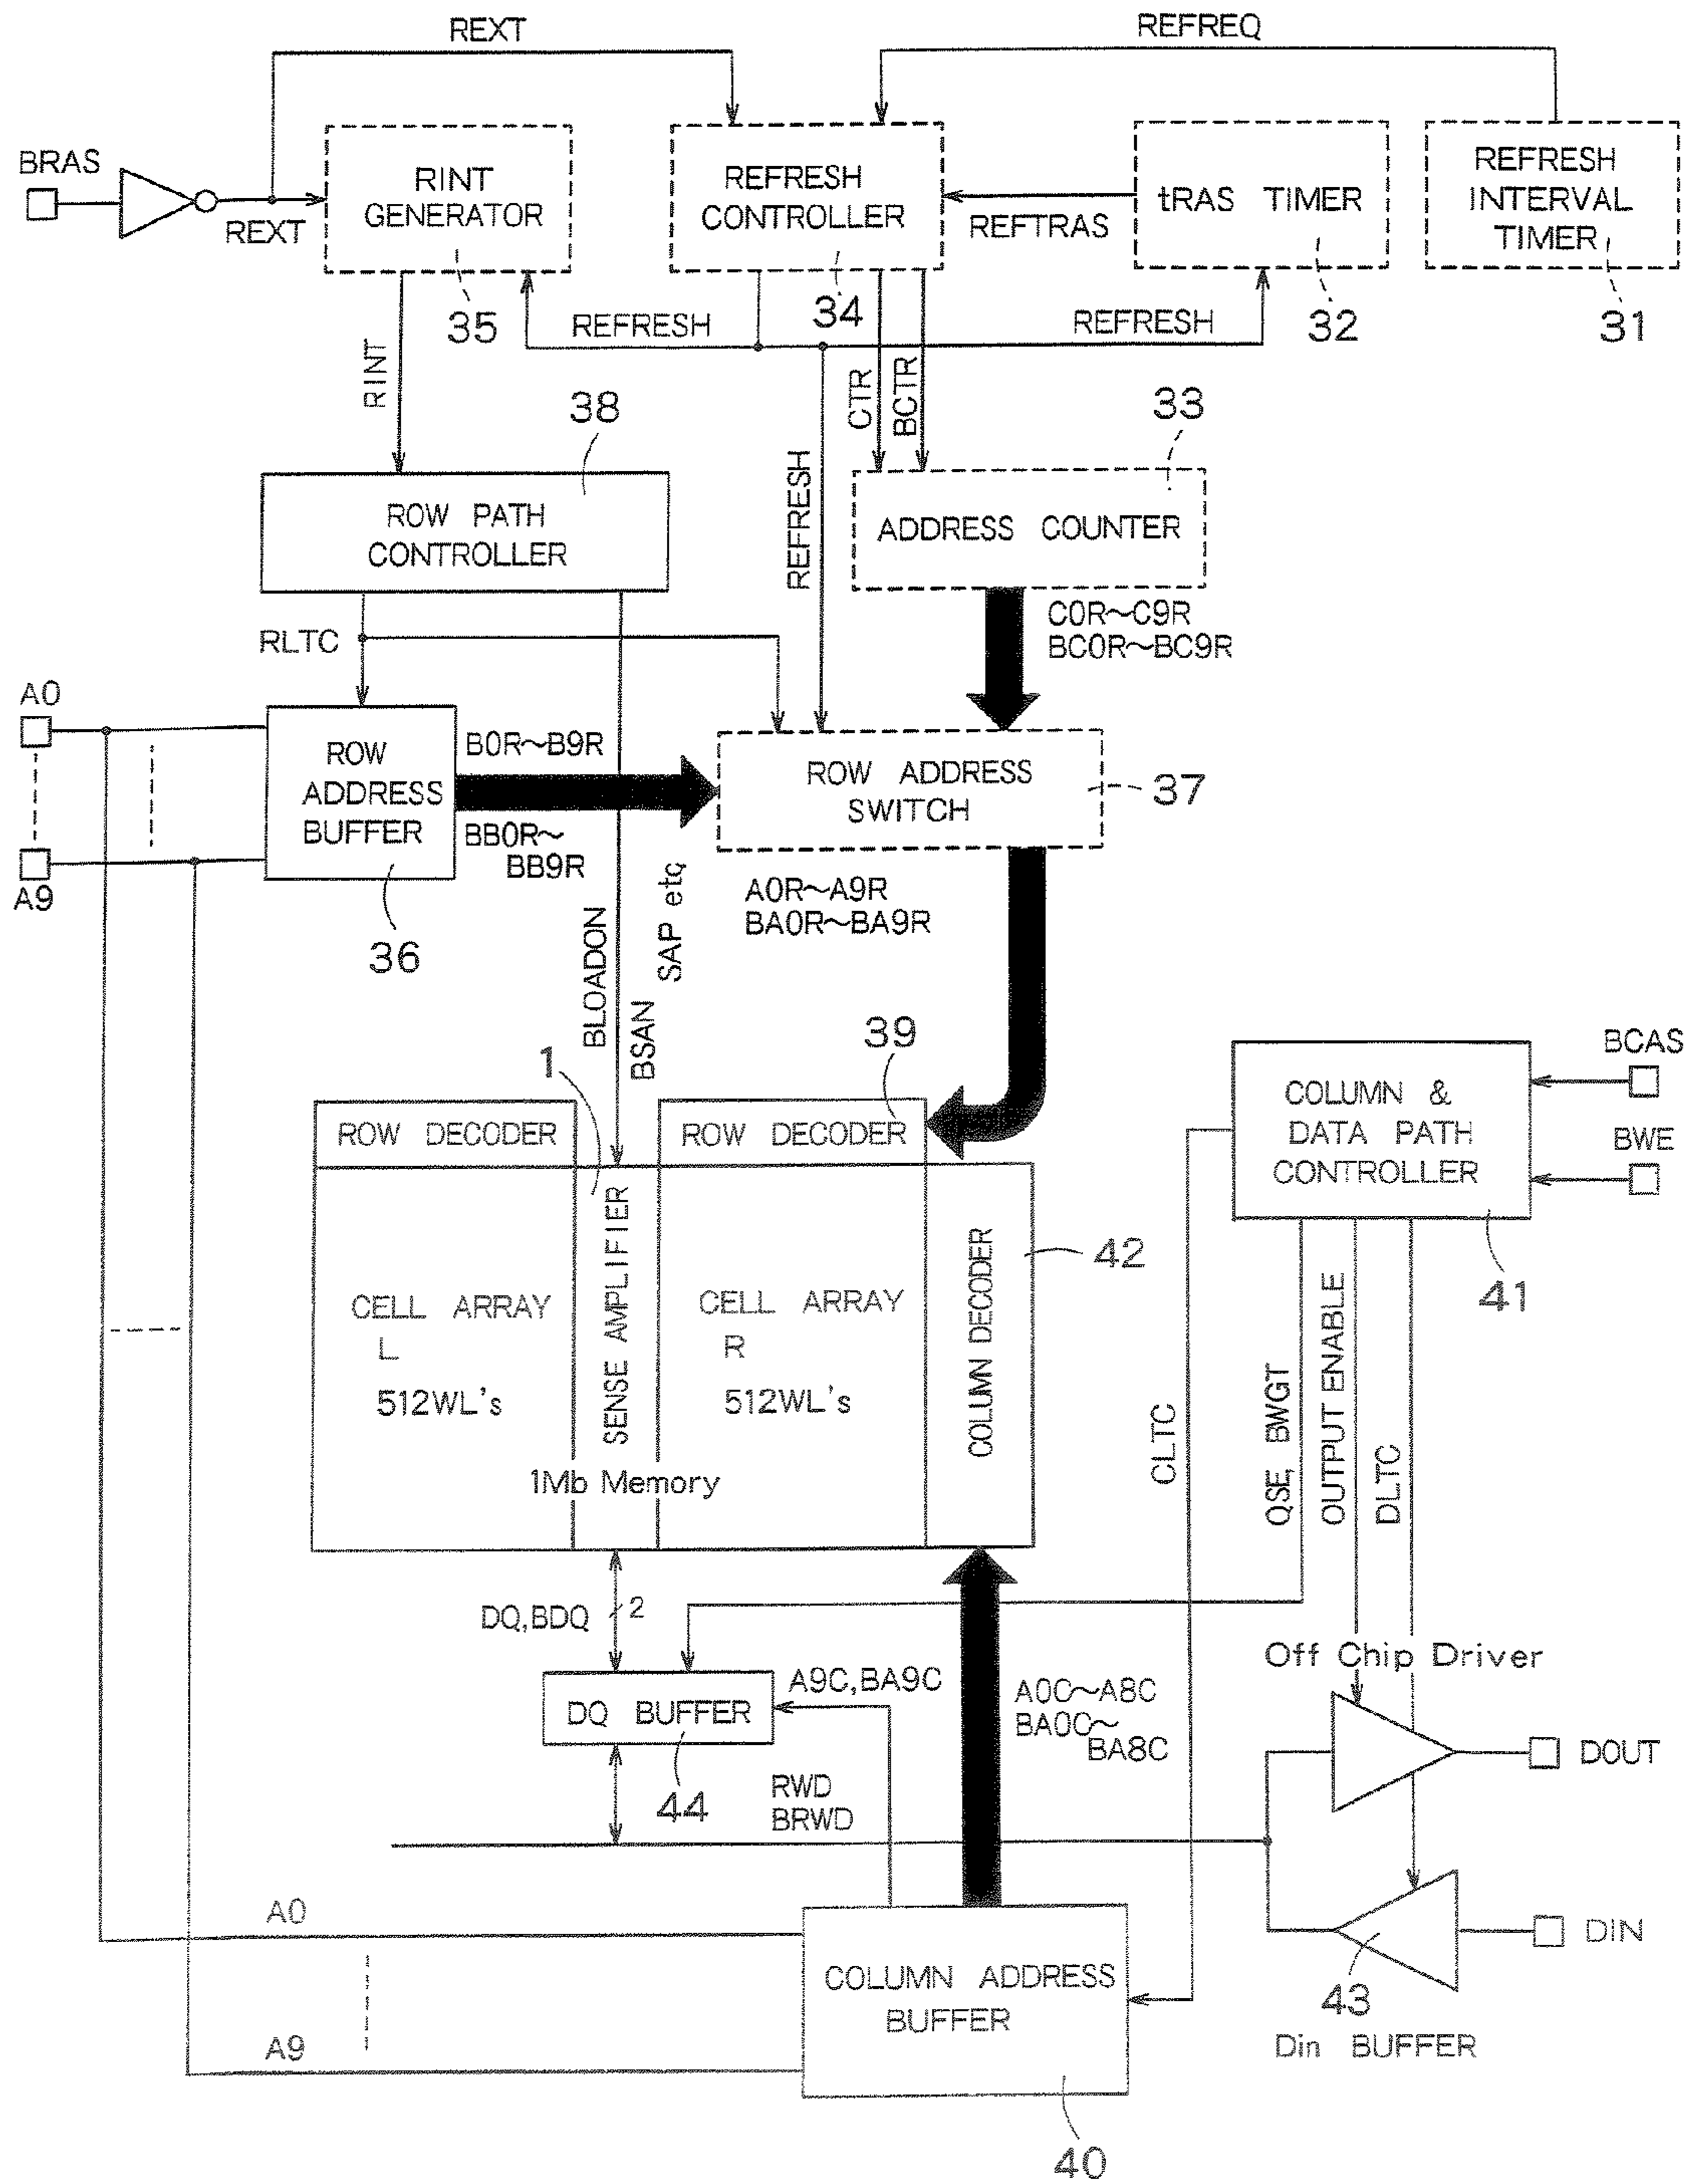 REXT
REFREQ
BRAS
REXT
RINT
GENERATOR
35
REFRESH
CONTROLLER
34
REFTRAS
tRAS TIMER
32
REFRESH
INTERVAL
TIMER
31
REFRESH
REFRESH
RINT
CTR
BCTR
38
33
ROW PATH
CONTROLLER
REFRESH
ADDRESS COUNTER
C0R~C9R
BC0R~BC9R
RLTC
A0
A9
ROW
ADDRESS
BUFFER
36
B0R~B9R
BB0R~
BB9R
ROW ADDRESS
SWITCH
37
A0R~A9R
BA0R~BA9R
BLOADON
BSAN
SAP etc,
1
39
ROW DECODER
ROW DECODER
BCAS
BWE
COLUMN &
DATA PATH
CONTROLLER
41
CELL ARRAY
L
512WL's
SENSE AMPLIFIER
CELL ARRAY
R
512WL's
COLUMN DECODER
42
1Mb Memory
CLTC
QSE, BWGT
OUTPUT ENABLE
DLTC
DQ,BDQ
2
DQ BUFFER
44
A9C,BA9C
A0C~A8C
BA0C~
BA8C
Off Chip Driver
DOUT
RWD
BRWD
A0
A9
COLUMN ADDRESS
BUFFER
40
DIN
43
Din BUFFER